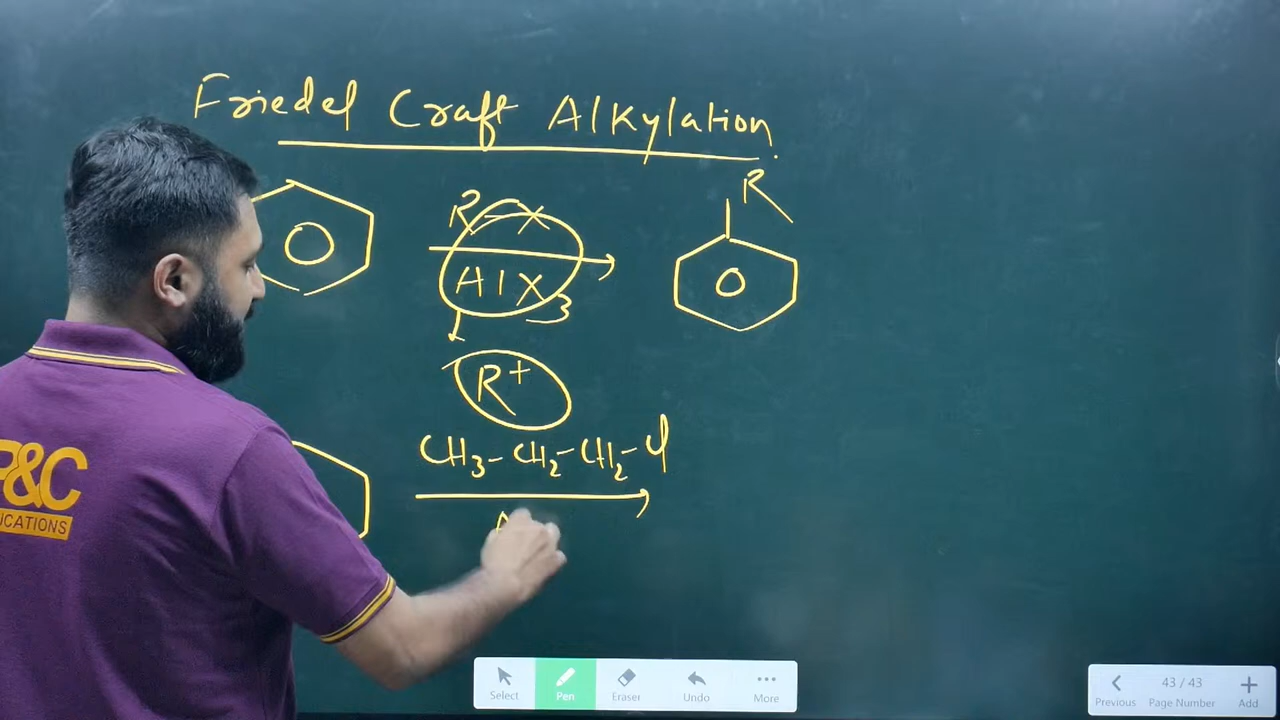 Friedel Craft Alkylation
R-X
AlX3
R
R+
CH3-CH2-CH2-Cl
P&C
UCATIONS
Select
Pen
Eraser
Undo
More
43 / 43
Previous
Page Number
Add